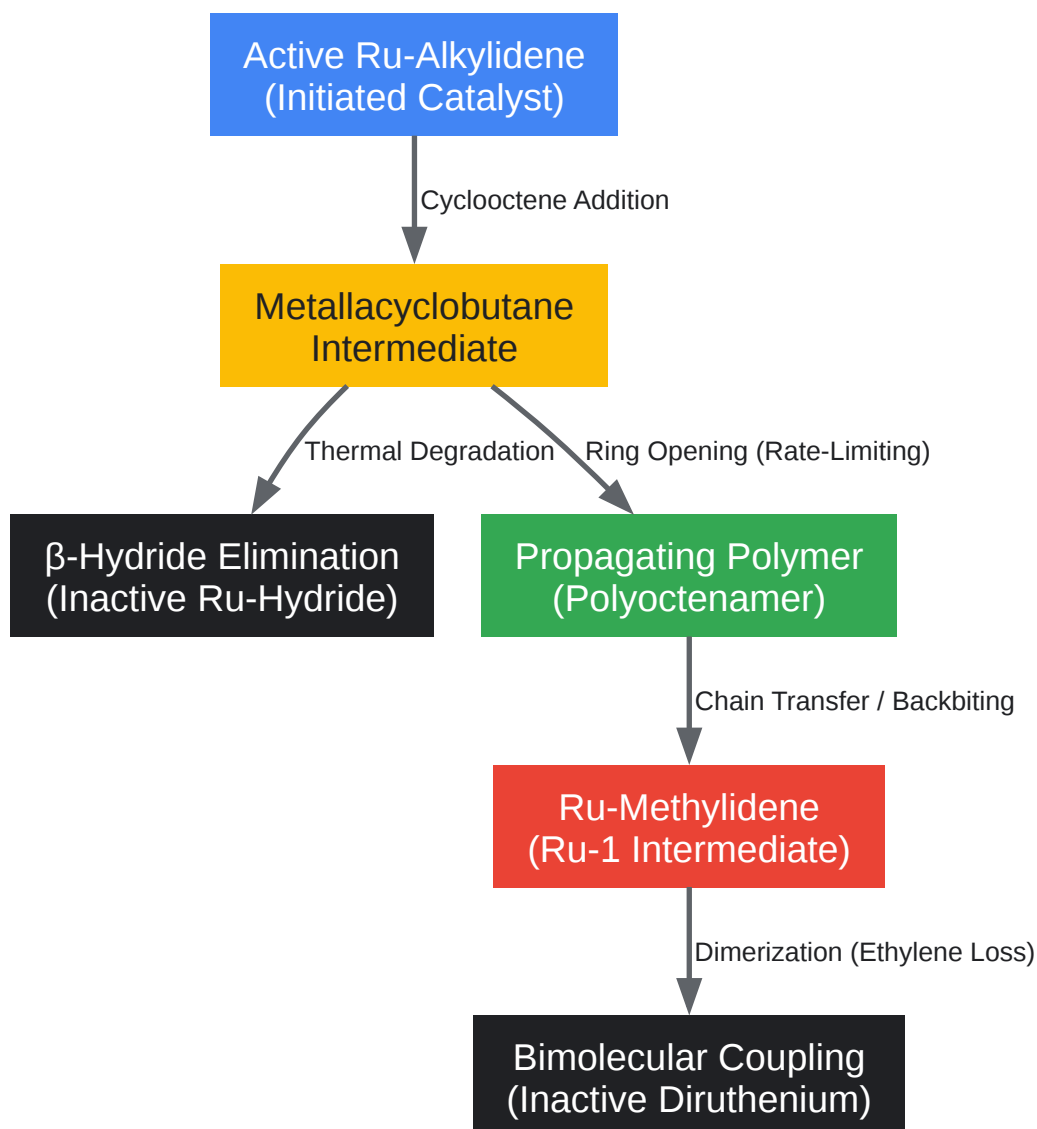 Active Ru-Alkylidene
(Initiated Catalyst)
Cyclooctene Addition
Metallacyclobutane
Intermediate
Thermal Degradation
Ring Opening (Rate-Limiting)
β-Hydride Elimination
(Inactive Ru-Hydride)
Propagating Polymer
(Polyoctenamer)
Chain Transfer / Backbiting
Ru-Methylidene
(Ru-1 Intermediate)
Dimerization (Ethylene Loss)
Bimolecular Coupling
(Inactive Diruthenium)